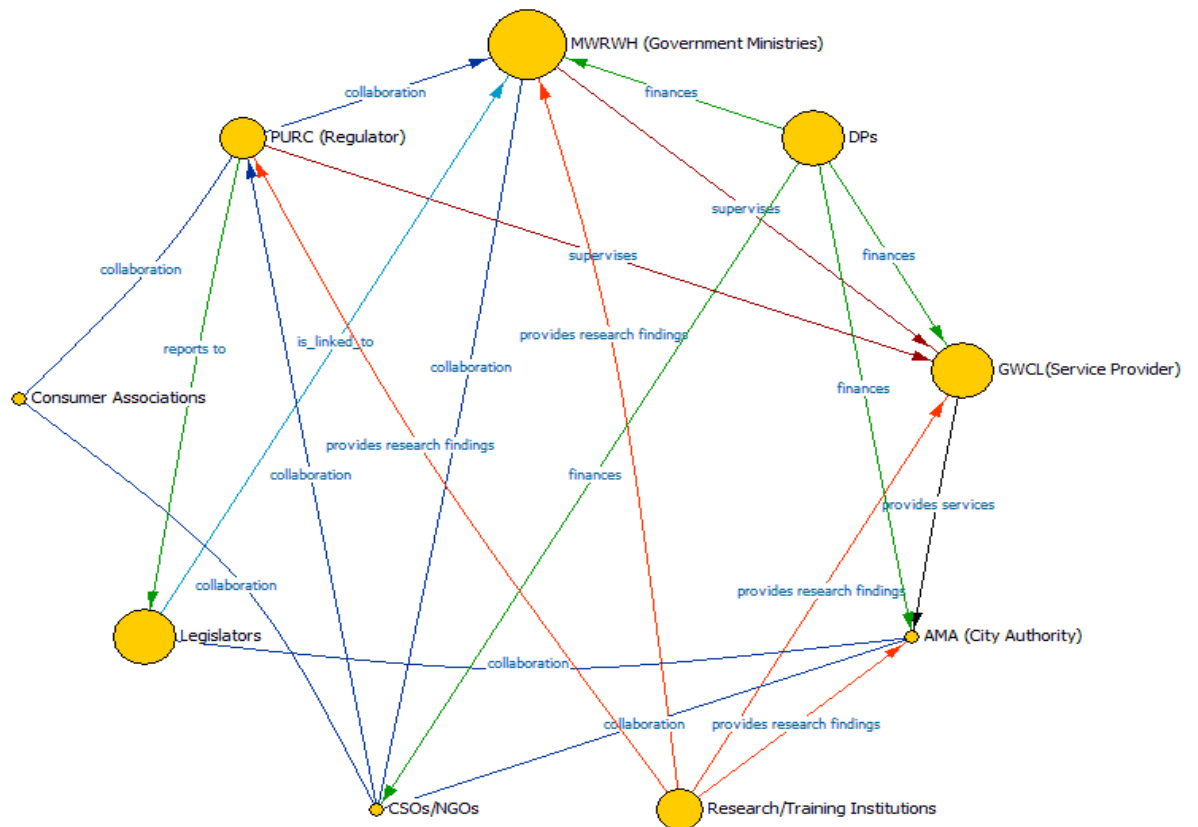 MWRWH (Government Ministries)
collaboration
finances
PURC (Regulator)
DPs
supervises
collaboration
supervises
finances
provides research findings
is_linked_to
reports to
collaboration
GWCL(Service Provider)
finances
Consumer Associations
provides research findings
collaboration
finances
provides services
collaboration
provides research findings
Legislators
AMA (City Authority)
collaboration
collaboration
provides research findings
CSOs/NGOs
Research/Training Institutions